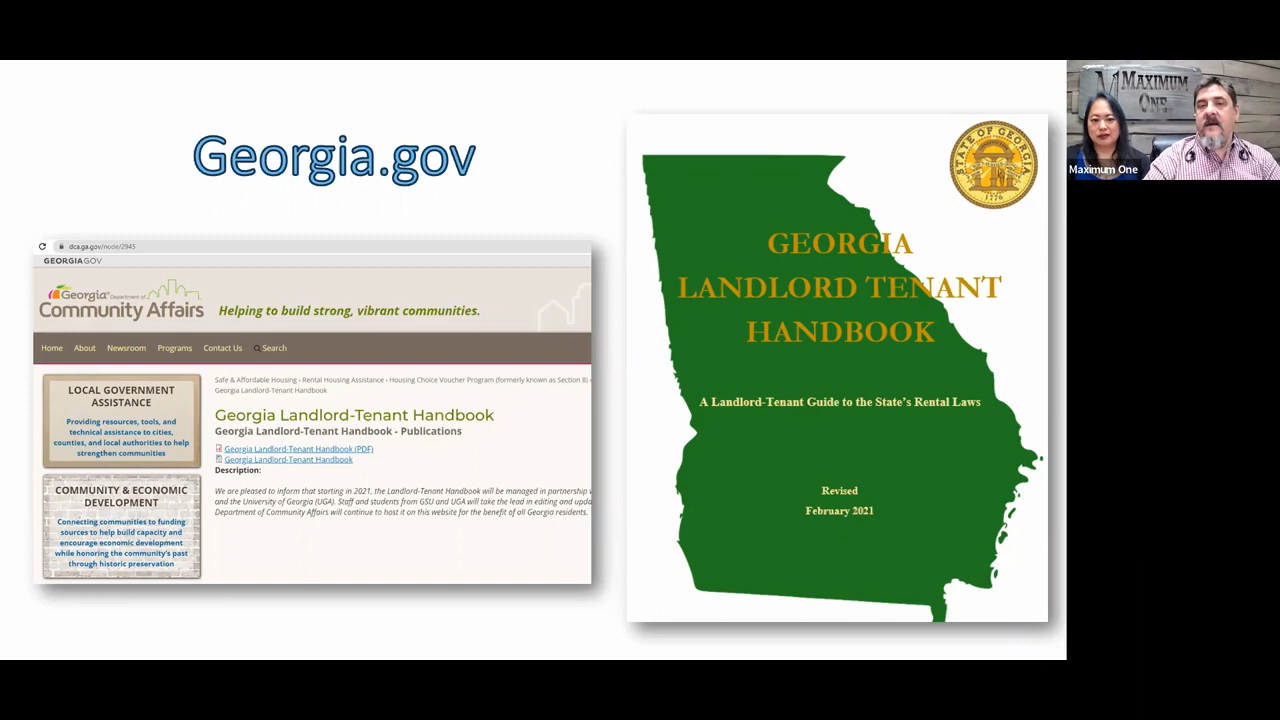 Georgia.gov
dca.ga.gov/node/2945
GEORGIAGOV
Georgia® Department of
Community Affairs
Helping to build strong, vibrant communities.
Home About Newsroom Programs Contact Us Search
LOCAL GOVERNMENT
ASSISTANCE
Providing resources, tools, and
technical assistance to cities,
counties, and local authorities to help
strengthen communities
COMMUNITY & ECONOMIC
DEVELOPMENT
Connecting communities to funding
sources to help build capacity and
encourage economic development
while honoring the community's past
through historic preservation
Safe & Affordable Housing › Rental Housing Assistance › Housing Choice Voucher Program (formerly known as Section 8) ›
Georgia Landlord-Tenant Handbook
Georgia Landlord-Tenant Handbook
Georgia Landlord-Tenant Handbook - Publications
Georgia Landlord-Tenant Handbook (PDF)
Georgia Landlord-Tenant Handbook
Description:
We are pleased to inform that starting in 2021, the Landlord-Tenant Handbook will be managed in partnership
and the University of Georgia (UGA). Staff and students from GSU and UGA will take the lead in editing and
Department of Community Affairs will continue to host it on this website for the benefit of all Georgia residents.
STATE OF GEORGIA
1776
GEORGIA
LANDLORD TENANT
HANDBOOK
A Landlord-Tenant Guide to the State's Rental Laws
Revised
February 2021
MAXIMUM
ONE
Maximum One